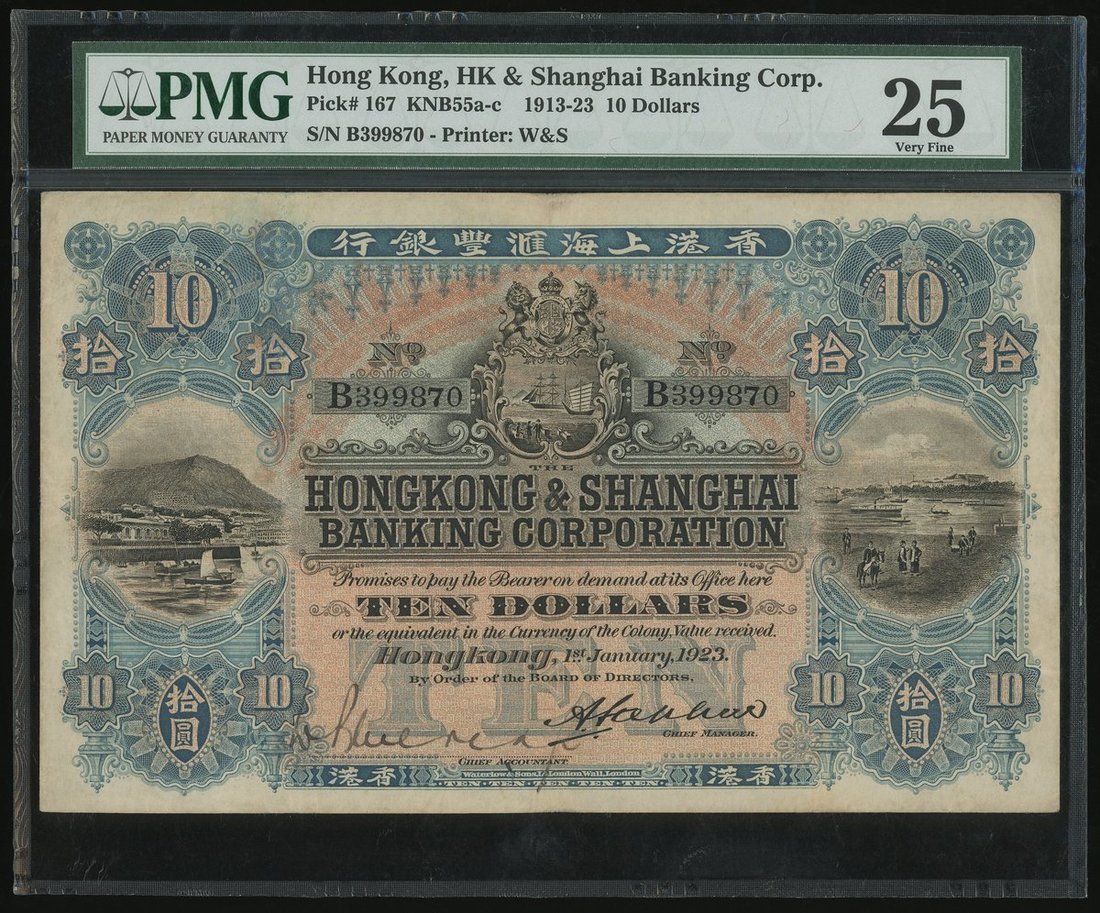 PMG
PAPER MONEY GUARANTY
Hong Kong, HK & Shanghai Banking Corp.
Pick# 167 KNB55a-c 1913-23 10 Dollars
S/N B399870 - Printer: W&S
25
Very Fine
行銀豐滙海上港香
10
10
拾
拾
拾
拾
No
No
B399870
B399870
THE
HONGKONG & SHANGHAI
BANKING CORPORATION
Promises to pay the Bearer on demand at its Office here
TEN DOLLARS
or the equivalent in the Currency of the Colony, Value received.
Hongkong, 1st January, 1923.
By Order of the BOARD OF DIRECTORS,
TEN
10
拾圓
10
10
拾圓
10
CHIEF MANAGER.
CHIEF ACCOUNTANT
港香
Waterlow & Sons, Ld London Wall, London
港香
TEN·TEN·TEN·TEN·TEN·TEN